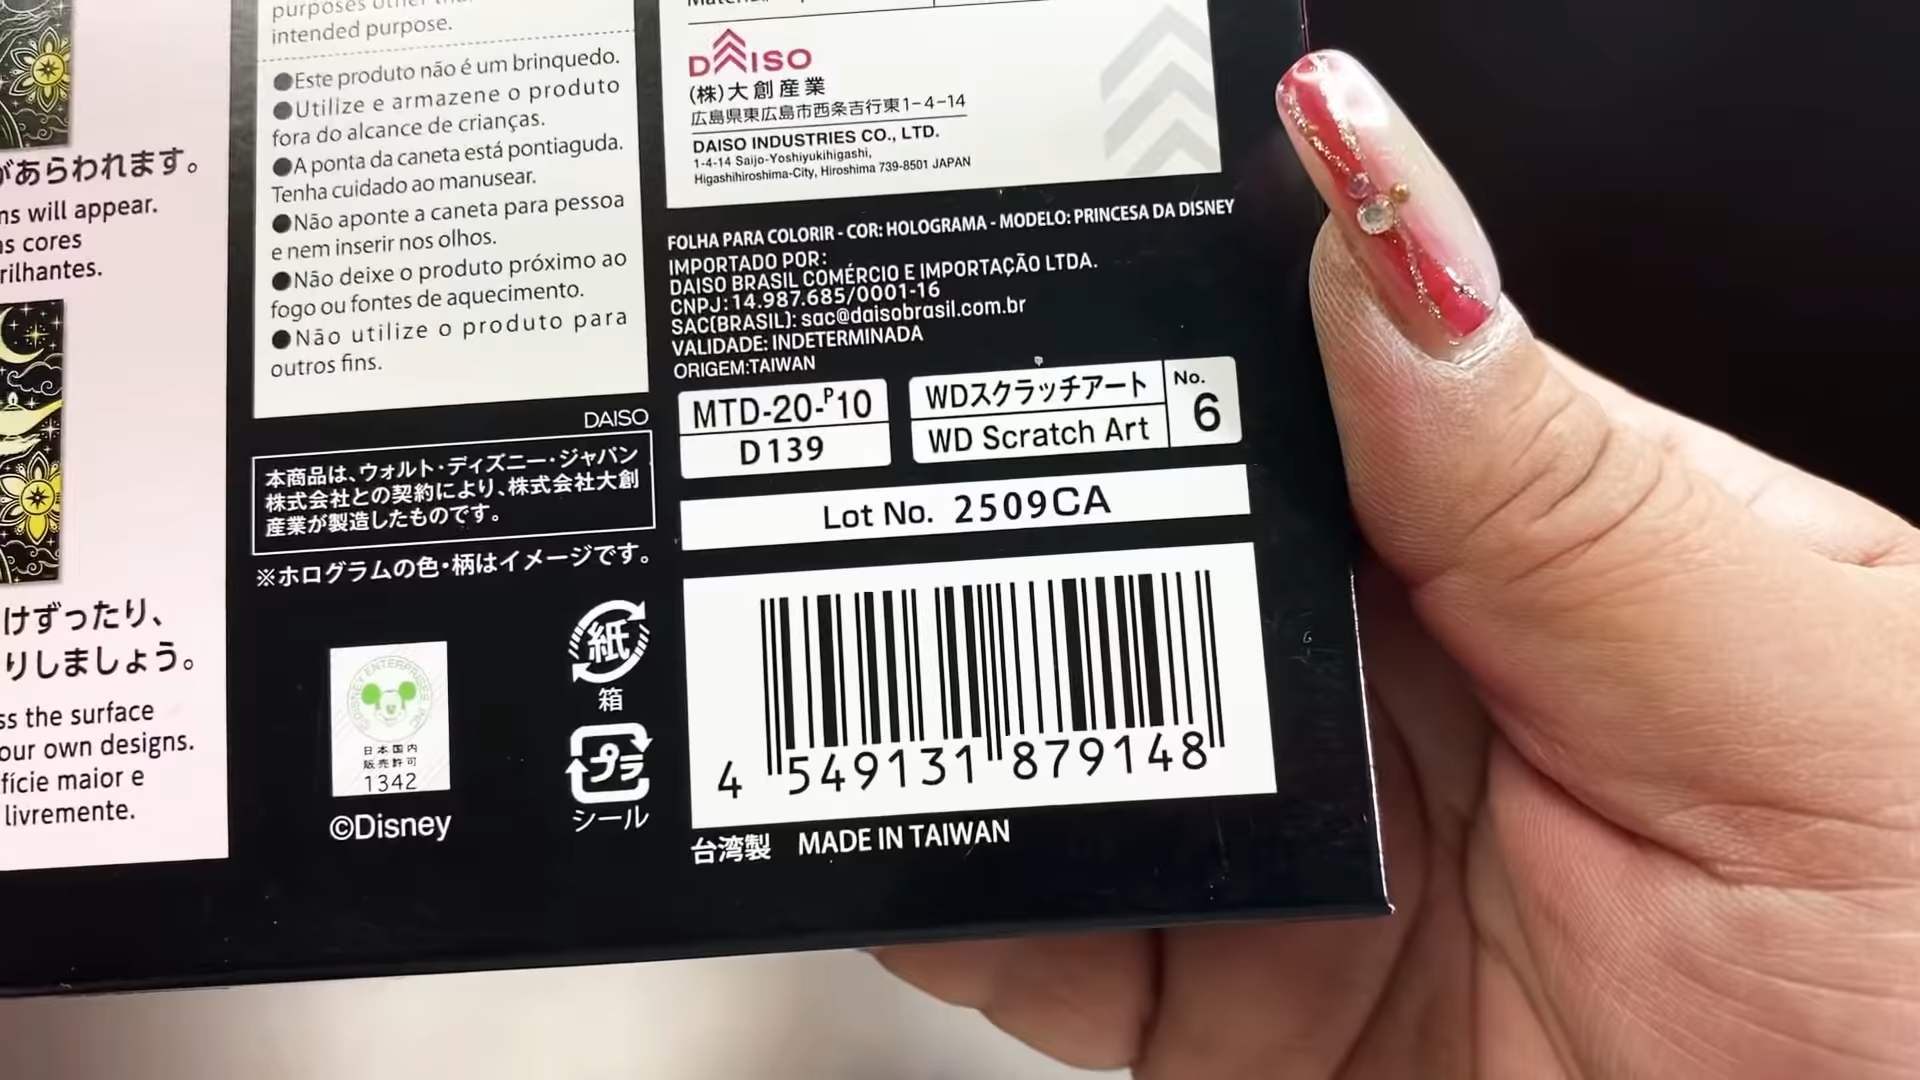 があらわれます。
ns will appear.
as cores
rilhantes.
けずったり、
りしましょう。
ss the surface
our own designs.
fície maior e
livremente.
purposes other
intended purpose.
●Este produto não é um brinquedo.
●Utilize e armazene o produto
fora do alcance de crianças.
●A ponta da caneta está pontiaguda.
Tenha cuidado ao manusear.
●Não aponte a caneta para pessoa
e nem inserir nos olhos.
●Não deixe o produto próximo ao
fogo ou fontes de aquecimento.
●Não utilize o produto para
outros fins.
DAISO
本商品は、ウォルト・ディズニー・ジャパン
株式会社との契約により、株式会社大創
産業が製造したものです。
※ホログラムの色・柄はイメージです。
©DISNEY ENTERPRISES, INC.
日本国内
販売許可
1342
©Disney
紙
箱
プラ
シール
DAISO
(株)大創産業
広島県東広島市西条吉行東1-4-14
DAISO INDUSTRIES CO., LTD.
1-4-14 Saijo-Yoshiyukihigashi,
Higashihiroshima-City, Hiroshima 739-8501 JAPAN
FOLHA PARA COLORIR - COR: HOLOGRAMA - MODELO: PRINCESA DA DISNEY
IMPORTADO POR:
DAISO BRASIL COMÉRCIO E IMPORTAÇÃO LTDA.
CNPJ: 14.987.685/0001-16
SAC(BRASIL): sac@daisobrasil.com.br
VALIDADE: INDETERMINADA
ORIGEM:TAIWAN
MTD-20-P10
D139
WDスクラッチアート
WD Scratch Art
No.
6
Lot No. 2509CA
4 549131 879148
台湾製 MADE IN TAIWAN